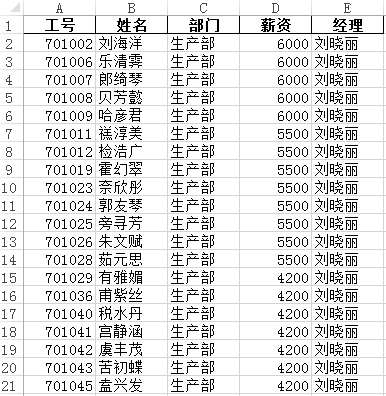 A B C D E
1 工号 姓名 部门 薪资 经理
2 701002 刘海洋 生产部 6000 刘晓丽
3 701006 乐清霁 生产部 6000 刘晓丽
4 701007 郎绮琴 生产部 6000 刘晓丽
5 701008 贝芳懿 生产部 6000 刘晓丽
6 701009 哈彦君 生产部 6000 刘晓丽
7 701011 禚淳美 生产部 5500 刘晓丽
8 701012 检浩广 生产部 5500 刘晓丽
9 701019 霍幻翠 生产部 5500 刘晓丽
10 701023 奈欣彤 生产部 5500 刘晓丽
11 701024 郭友琴 生产部 5500 刘晓丽
12 701025 旁寻芳 生产部 5500 刘晓丽
13 701026 朱文赋 生产部 5500 刘晓丽
14 701028 茹元思 生产部 5500 刘晓丽
15 701029 有雅媚 生产部 4200 刘晓丽
16 701036 甫紫丝 生产部 4200 刘晓丽
17 701040 税水丹 生产部 4200 刘晓丽
18 701041 宫静涵 生产部 4200 刘晓丽
19 701042 虞丰茂 生产部 4200 刘晓丽
20 701043 苦初蝶 生产部 4200 刘晓丽
21 701045 盍兴发 生产部 4200 刘晓丽